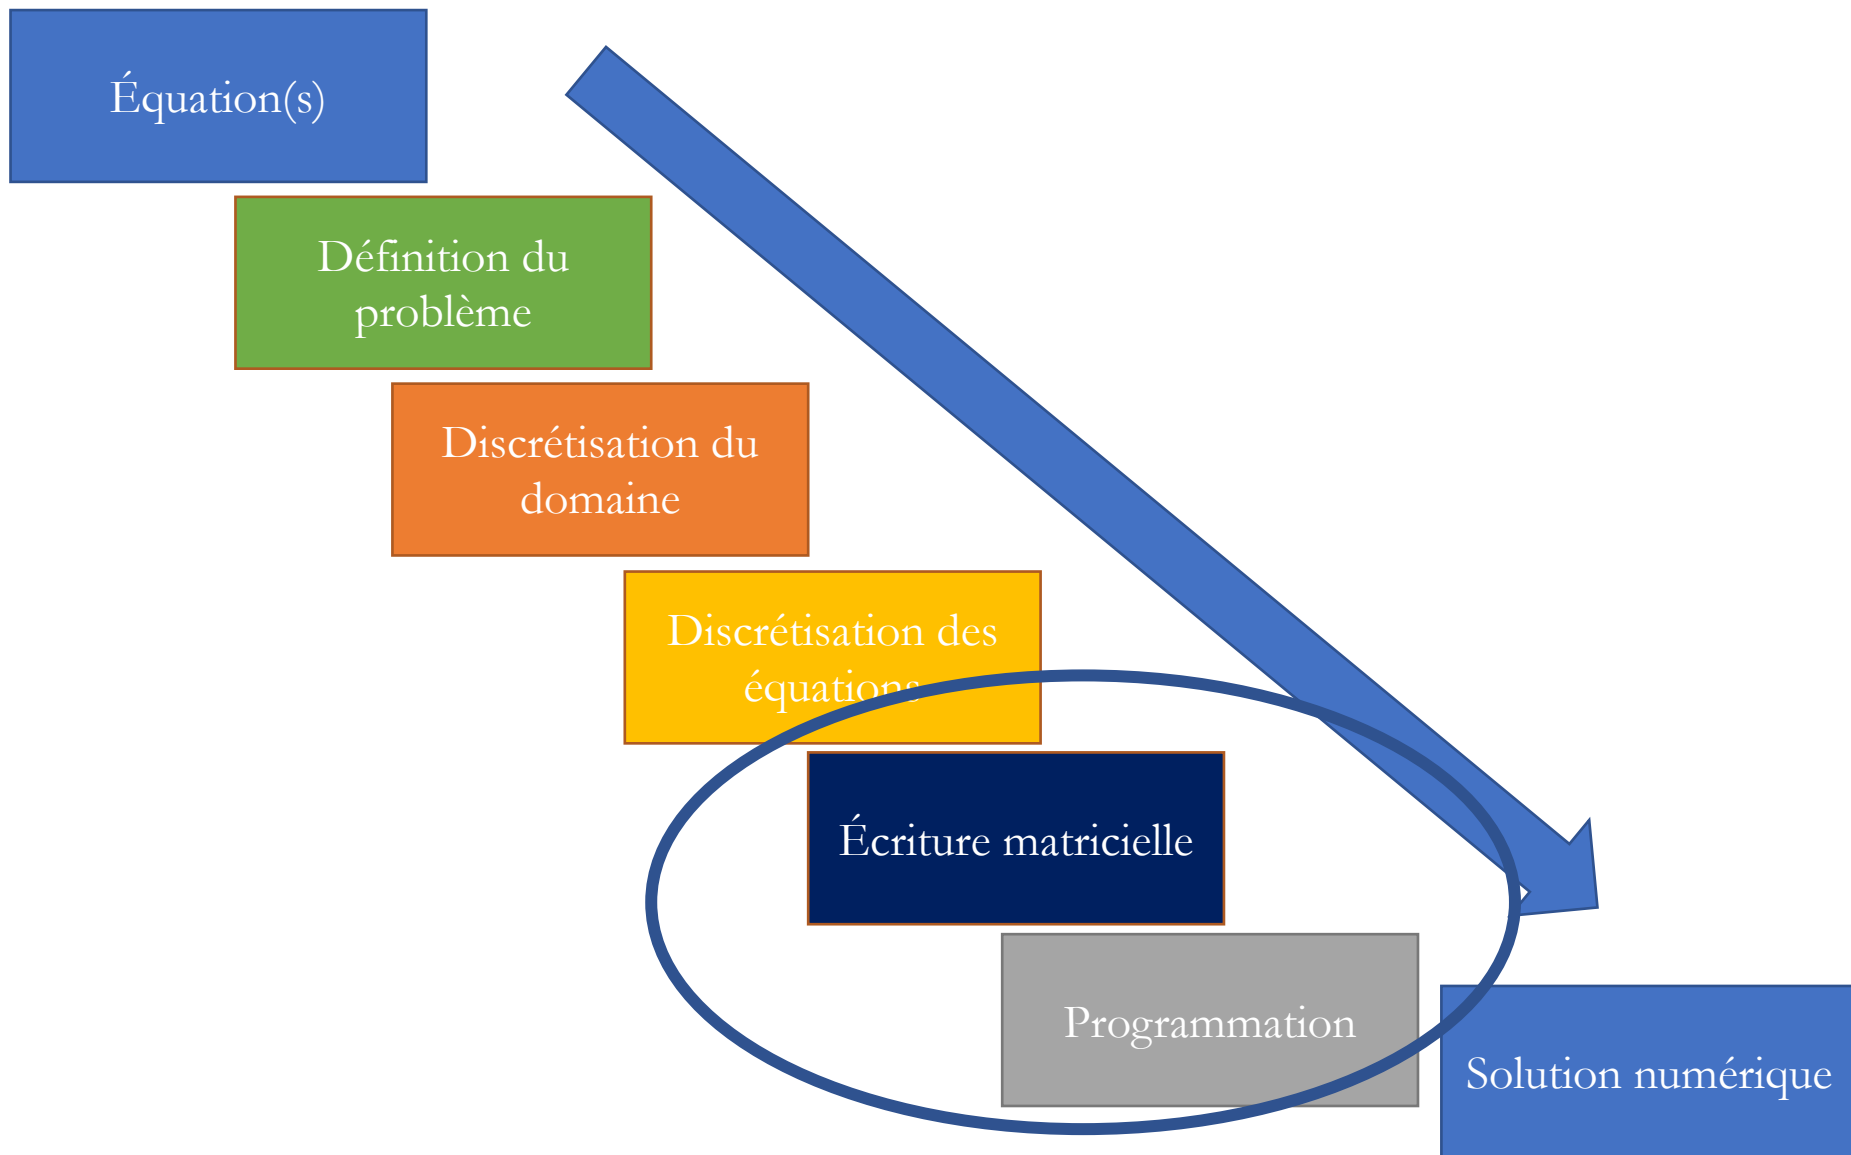 Équation(s)
Définition du
problème
Discrétisation du
domaine
Discrétisation des
équations
Écriture matricielle
Programmation
Solution numérique